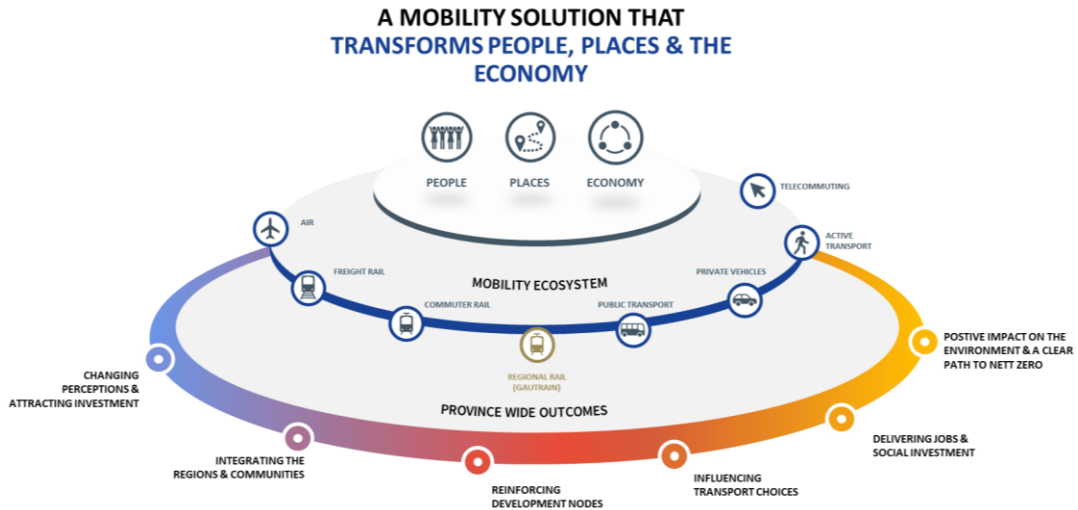 A MOBILITY SOLUTION THAT
TRANSFORMS PEOPLE, PLACES & THE
ECONOMY
PEOPLE
PLACES
ECONOMY
TELECOMMUTING
AIR
ACTIVE
TRANSPORT
FREIGHT RAIL
MOBILITY ECOSYSTEM
PRIVATE VEHICLES
COMMUTER RAIL
PUBLIC TRANSPORT
REGIONAL RAIL
(GAUTRAIN)
PROVINCE WIDE OUTCOMES
CHANGING
PERCEPTIONS &
ATTRACTING INVESTMENT
INTEGRATING THE
REGIONS & COMMUNITIES
REINFORCING
DEVELOPMENT NODES
INFLUENCING
TRANSPORT CHOICES
DELIVERING JOBS &
SOCIAL INVESTMENT
POSTIVE IMPACT ON THE
ENVIRONMENT & A CLEAR
PATH TO NETT ZERO